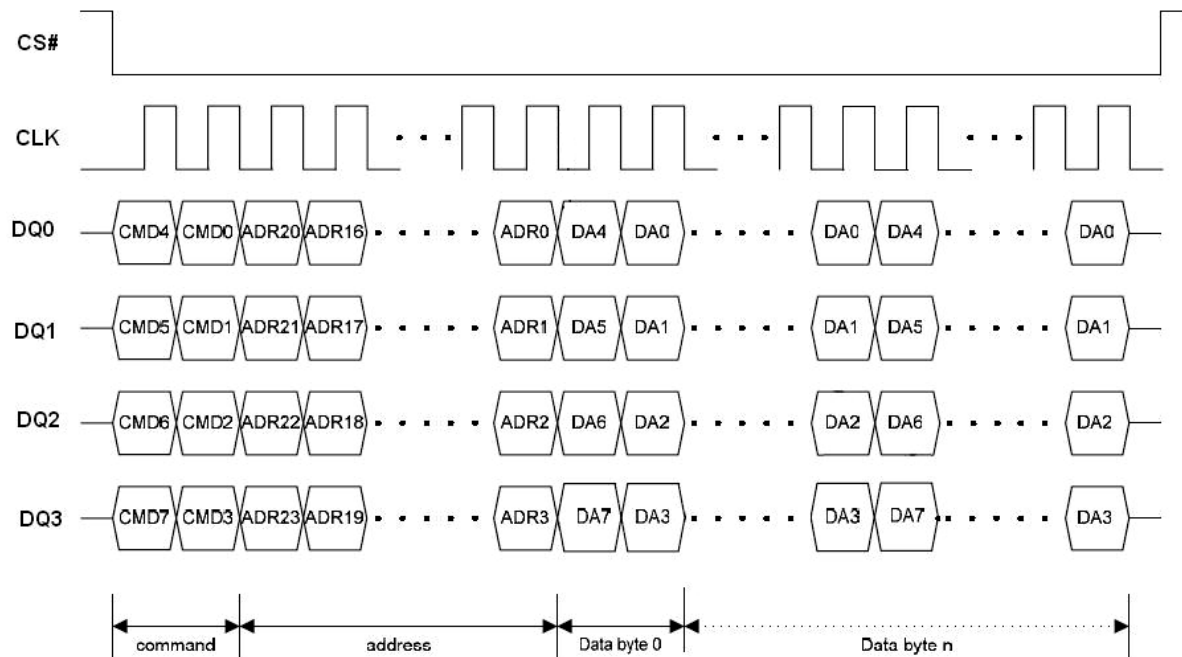 CS#
CLK
DQ0 CMD4 CMD0 ADR20 ADR16 ADR0 DA4 DA0 DA0 DA4 DA0
DQ1 CMD5 CMD1 ADR21 ADR17 ADR1 DA5 DA1 DA1 DA5 DA1
DQ2 CMD6 CMD2 ADR22 ADR18 ADR2 DA6 DA2 DA2 DA6 DA2
DQ3 CMD7 CMD3 ADR23 ADR19 ADR3 DA7 DA3 DA3 DA7 DA3
command address Data byte 0 Data byte n